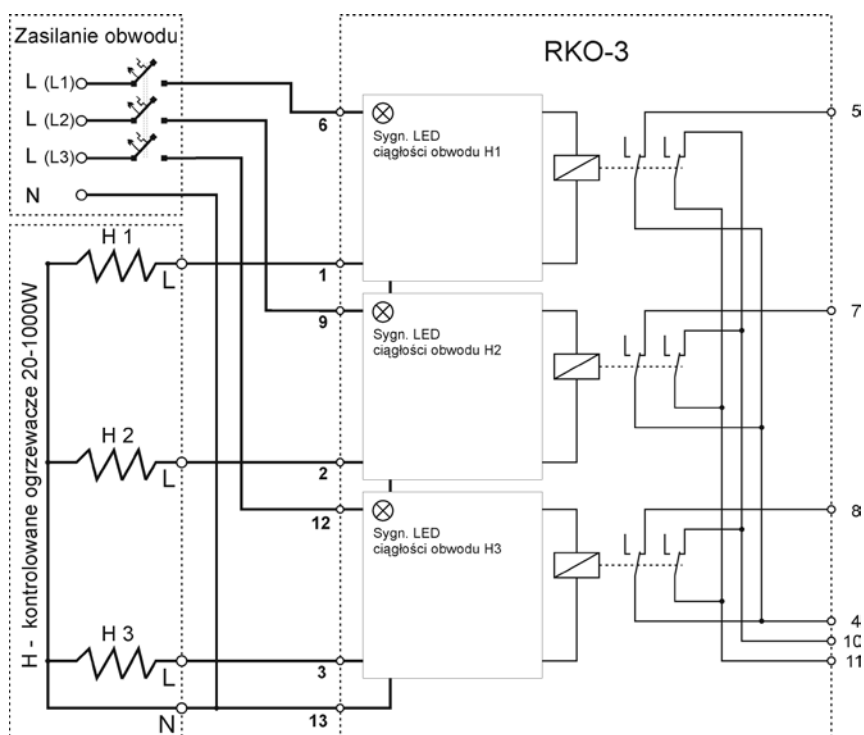 Zasilanie obwodu
RKO-3
L (L1)
L (L2)
L (L3)
N
6
Sygn. LED
ciągłości obwodu H1
5
H 1
L
1
9
Sygn. LED
ciągłości obwodu H2
7
H 2
L
2
12
Sygn. LED
ciągłości obwodu H3
8
H - kontrolowane ogrzewacze 20-1000W
H 3
L
3
4
10
11
N
13